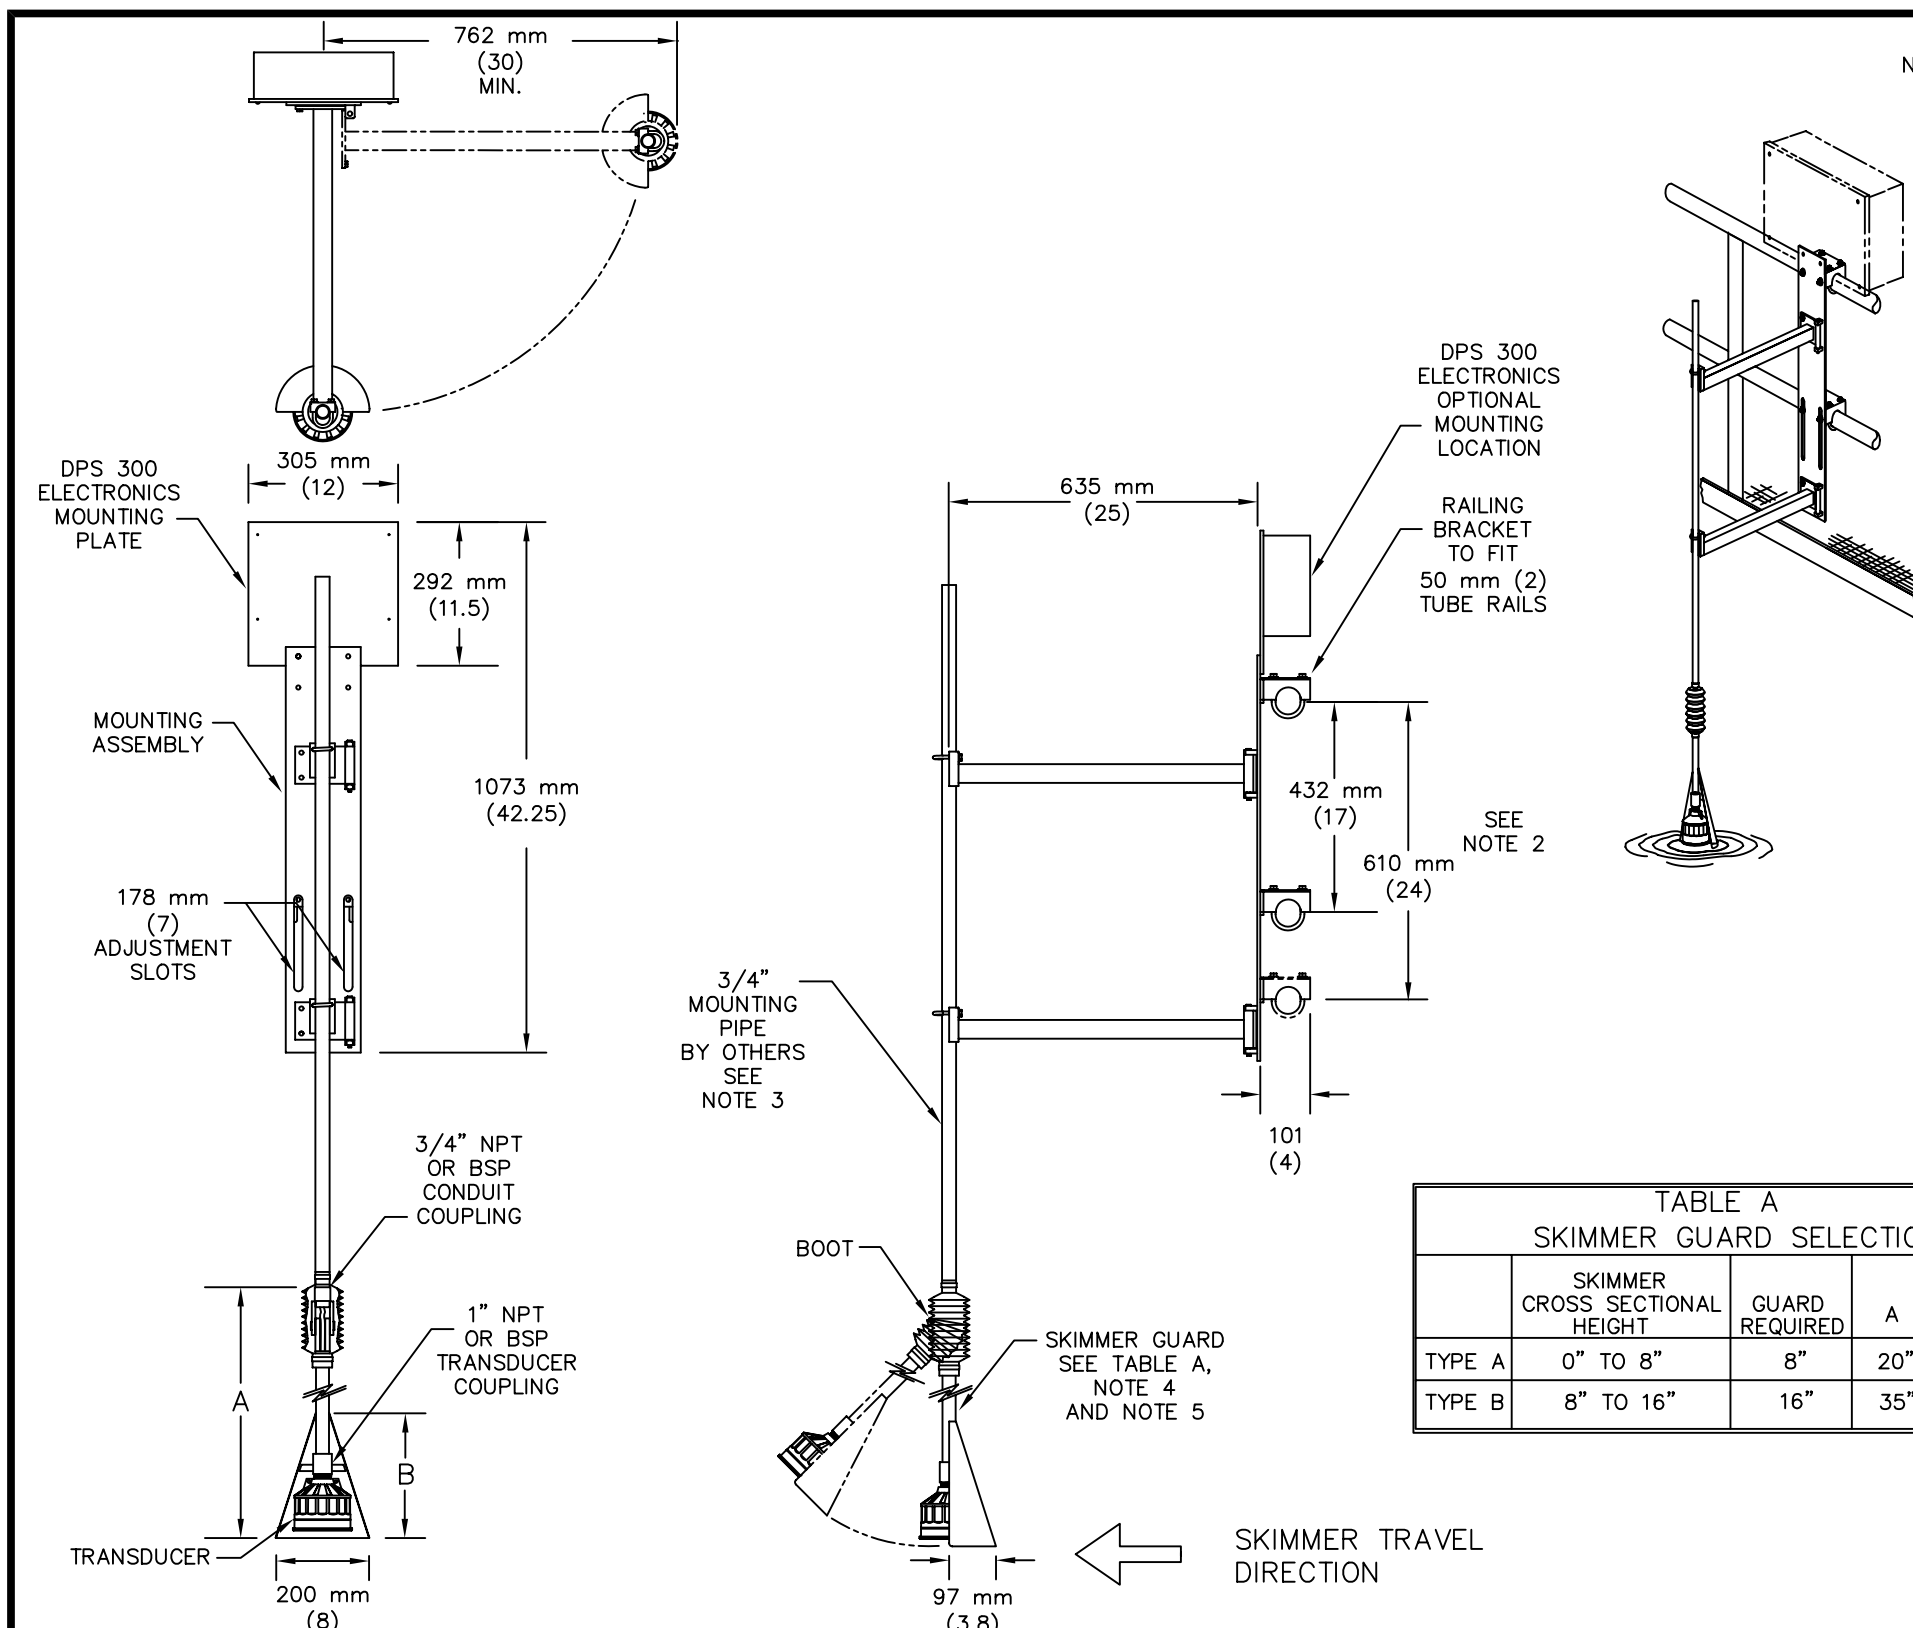 762 mm
(30)
MIN.
305 mm
(12)
DPS 300
ELECTRONICS
MOUNTING
PLATE
292 mm
(11.5)
MOUNTING
ASSEMBLY
1073 mm
(42.25)
178 mm
(7)
ADJUSTMENT
SLOTS
3/4” NPT
OR BSP
CONDUIT
COUPLING
1” NPT
OR BSP
TRANSDUCER
COUPLING
A
B
TRANSDUCER
200 mm
(8)
DPS 300
ELECTRONICS
OPTIONAL
MOUNTING
LOCATION
635 mm
(25)
RAILING
BRACKET
TO FIT
50 mm (2)
TUBE RAILS
432 mm
(17)
610 mm
(24)
SEE
NOTE 2
3/4”
MOUNTING
PIPE
BY OTHERS
SEE
NOTE 3
101
(4)
BOOT
SKIMMER GUARD
SEE TABLE A,
NOTE 4
AND NOTE 5
97 mm
(3.8)
SKIMMER TRAVEL
DIRECTION
TABLE A
SKIMMER GUARD
SKIMMER
CROSS SECTIONAL
HEIGHT
GUARD
REQUIRED
A
TYPE A 0” TO 8” 8” 20”
TYPE B 8” TO 16” 16” 35”